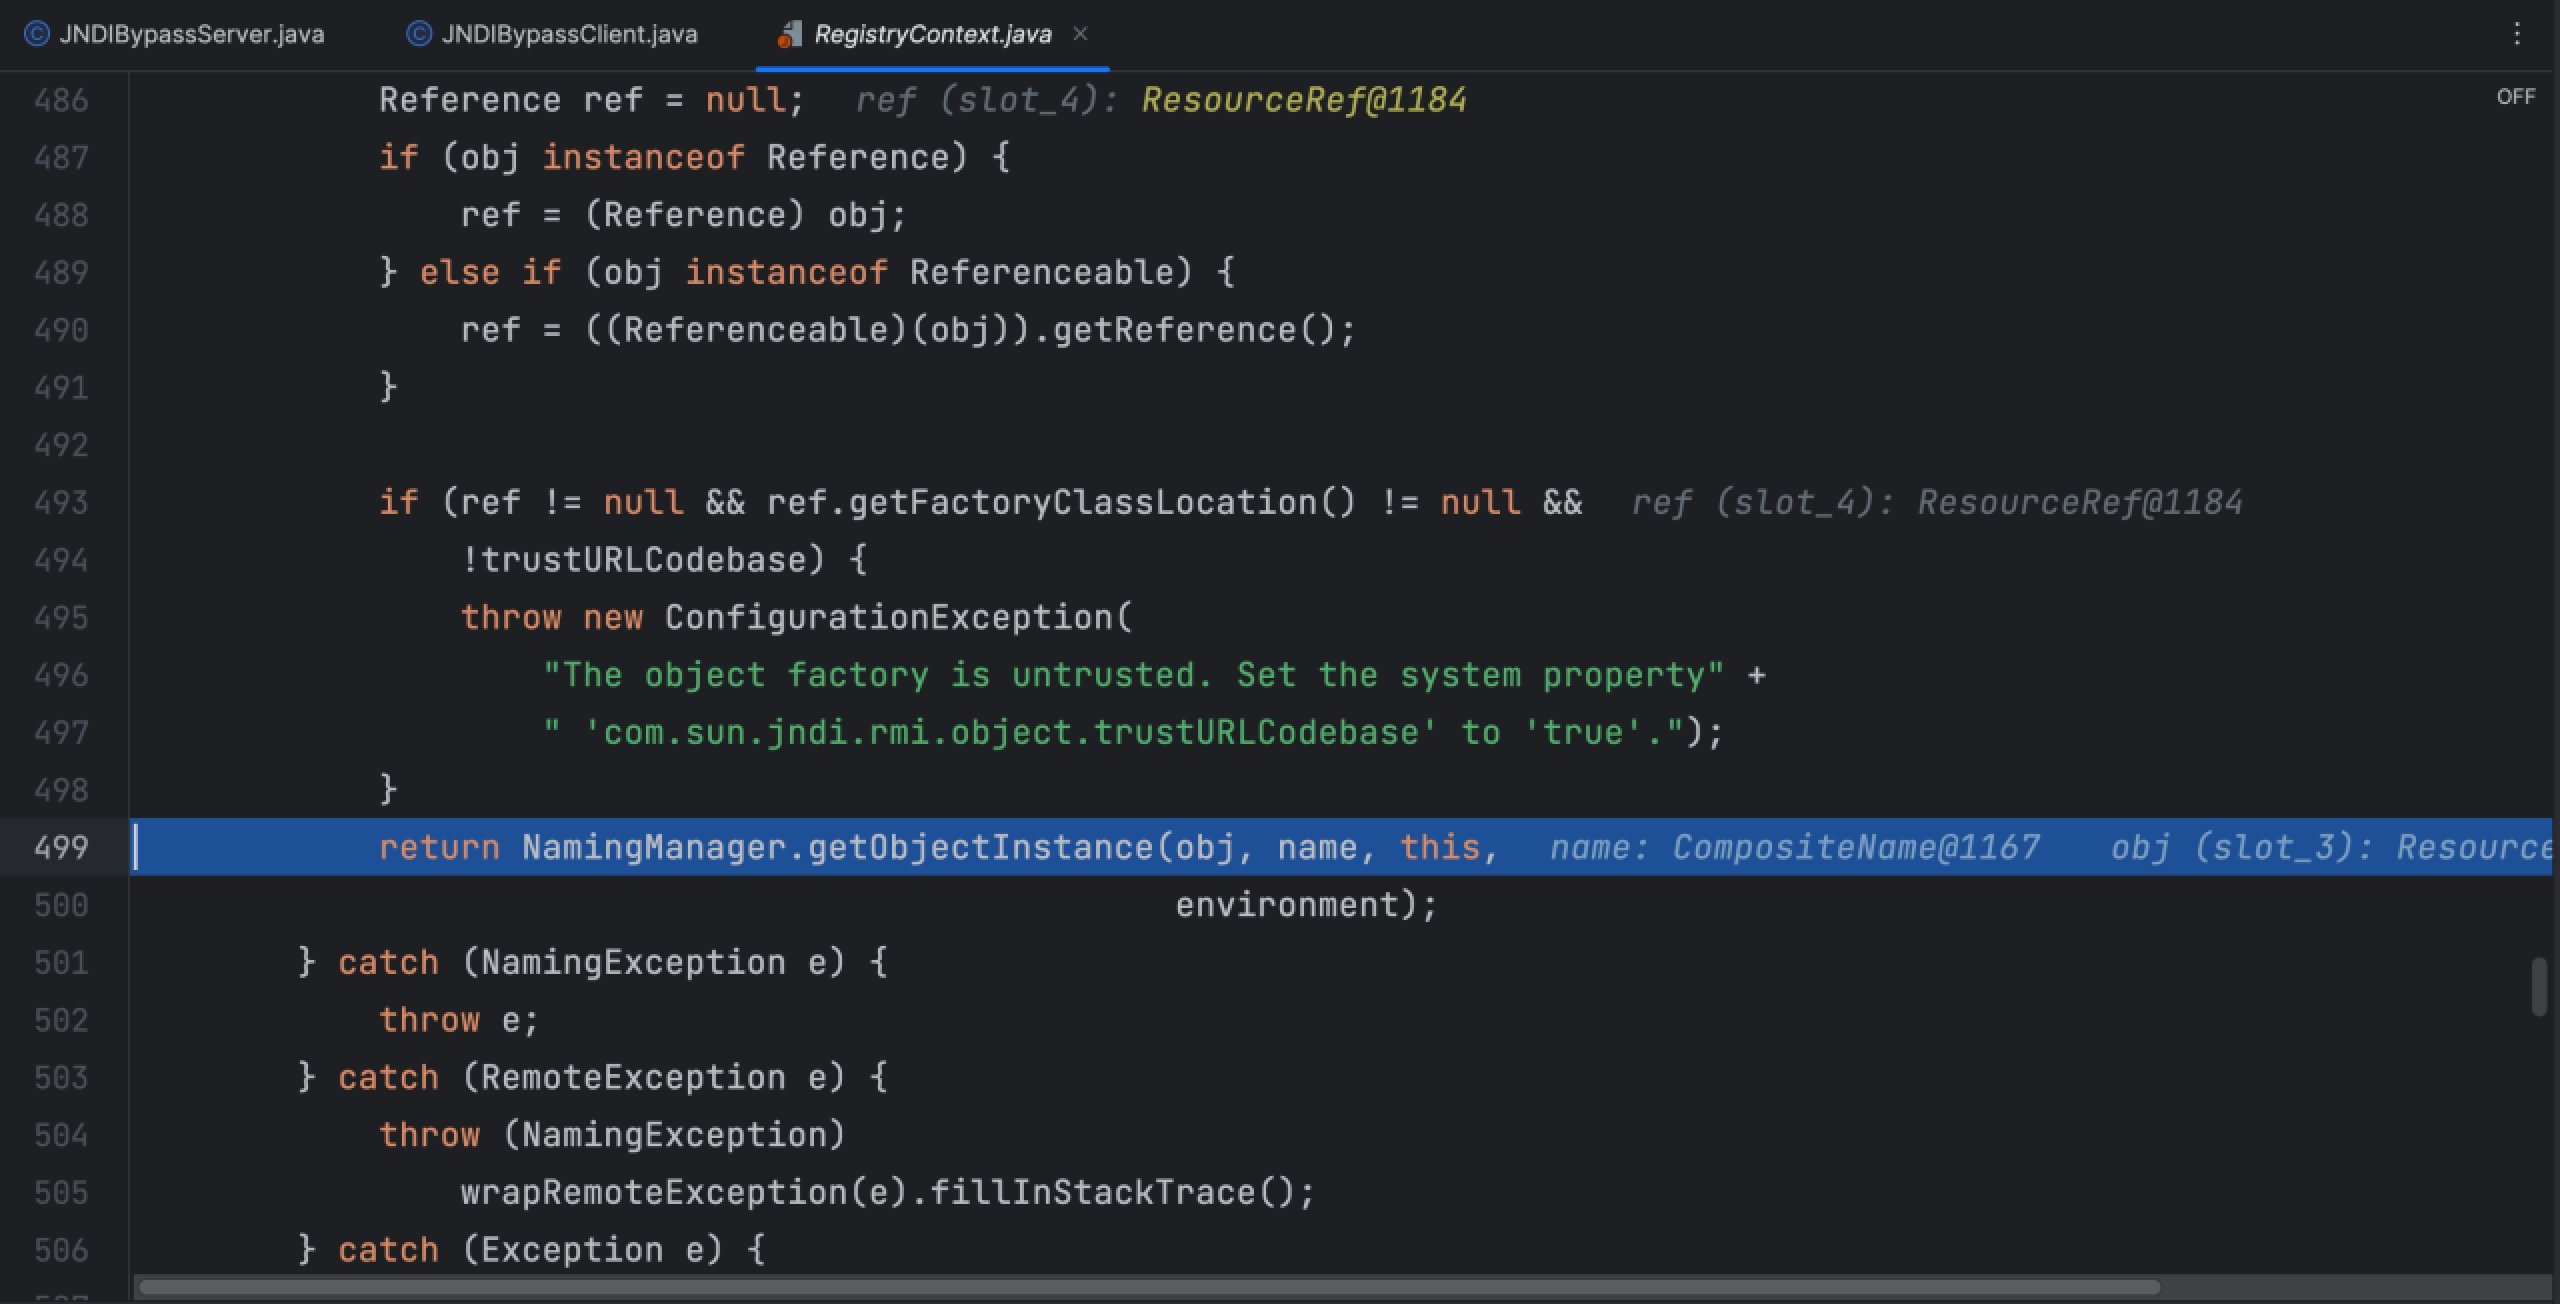 JNDIBypassServer.java JNDIBypassClient.java RegistryContext.java
OFF
486 Reference ref = null; ref (slot_4): ResourceRef@1184
487 if (obj instanceof Reference) {
488 ref = (Reference) obj;
489 } else if (obj instanceof Referenceable) {
490 ref = ((Referenceable)(obj)).getReference();
491 }
492
493 if (ref != null && ref.getFactoryClassLocation() != null && ref (slot_4): ResourceRef@1184
494 !trustURLCodebase) {
495 throw new ConfigurationException(
496 "The object factory is untrusted. Set the system property" +
497 " 'com.sun.jndi.rmi.object.trustURLCodebase' to 'true'.");
498 }
499 return NamingManager.getObjectInstance(obj, name, this, name: CompositeName@1167 obj (slot_3): Resource
500 environment);
501 } catch (NamingException e) {
502 throw e;
503 } catch (RemoteException e) {
504 throw (NamingException)
505 wrapRemoteException(e).fillInStackTrace();
506 } catch (Exception e) {